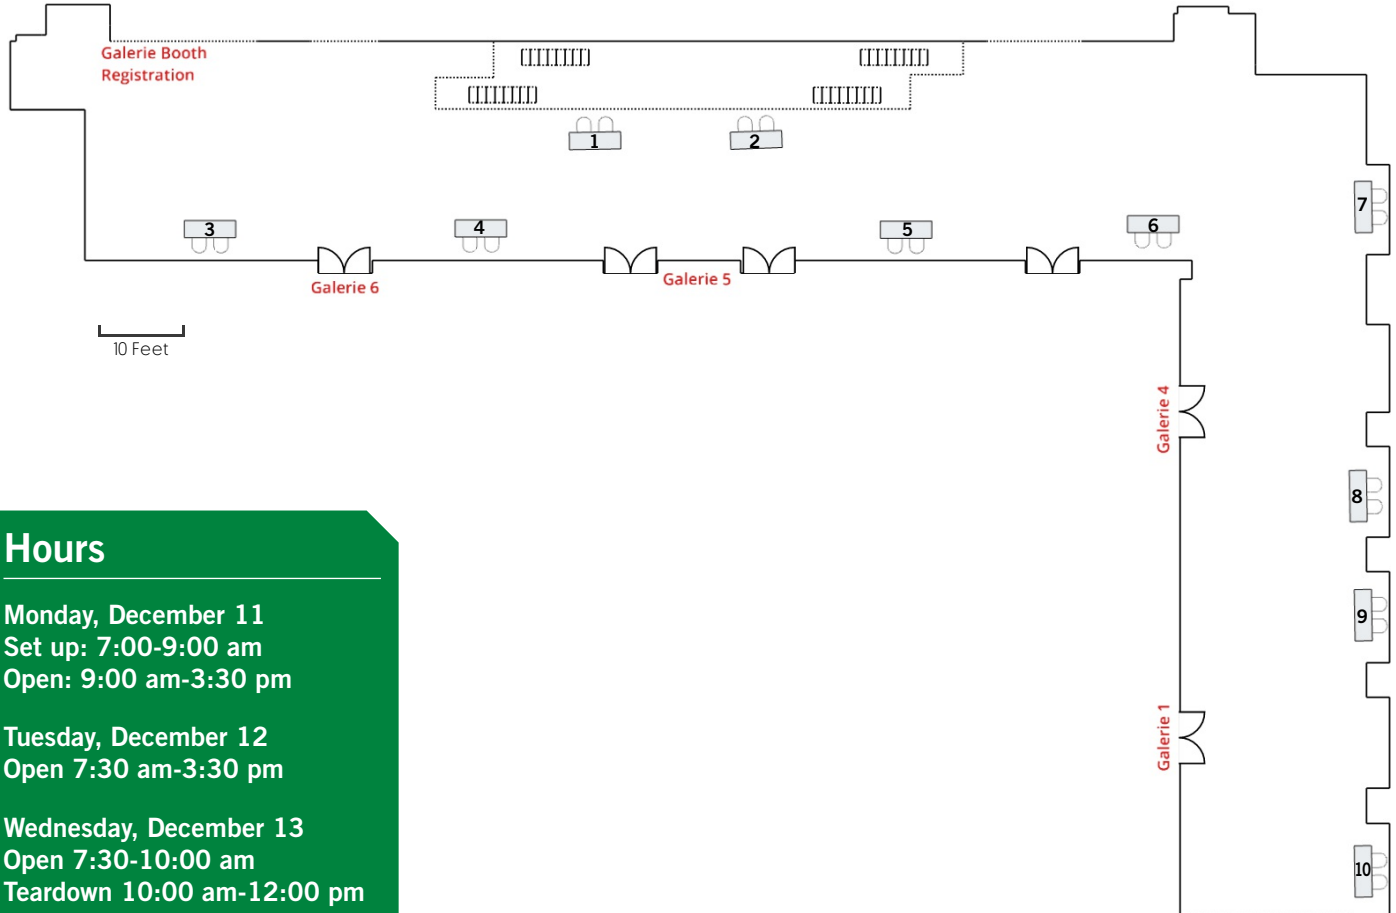 Galerie Booth
Registration
1
2
3
4
5
6
7
Galerie 6
Galerie 5
10 Feet
Galerie 4
8
9
Galerie 1
10
Hours
Monday, December 11
Set up: 7:00-9:00 am
Open: 9:00 am-3:30 pm
Tuesday, December 12
Open 7:30 am-3:30 pm
Wednesday, December 13
Open 7:30-10:00 am
Teardown 10:00 am-12:00 pm